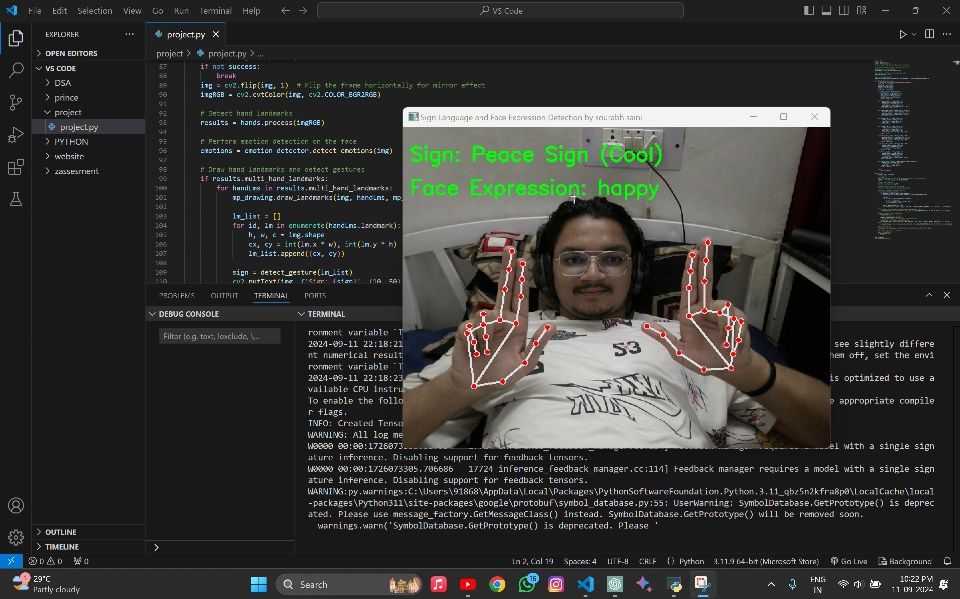 File Edit Selection View Go Run Terminal Help
VS Code
EXPLORER
OPEN EDITORS
VS CODE
DSA
prince
project
project.py
PYTHON
website
zassesment
OUTLINE
TIMELINE
project.py
project > project.py > ...
87 if not success:
88 break
89 img = cv2.flip(img, 1) # Flip the frame horizontally for mirror effect
90 imgRGB = cv2.cvtColor(img, cv2.COLOR_BGR2RGB)
91
92 # Detect hand landmarks
93 results = hands.process(imgRGB)
94
95 # Perform emotion detection on the face
96 emotions = emotion_detector.detect_emotions(img)
97
98 # Draw hand landmarks and detect gestures
99 if results.multi_hand_landmarks:
100 for handLms in results.multi_hand_landmarks:
101 mp_drawing.draw_landmarks(img, handLms, mp_
102
103 lm_list = []
104 for id, lm in enumerate(handLms.landmark):
105 h, w, c = img.shape
106 cx, cy = int(lm.x * w), int(lm.y * h)
107 lm_list.append((cx, cy))
108
109 sign = detect_gesture(lm_list)
Sign Language and Face Expression Detection by sourabh saini
Sign: Peace Sign (Cool)
Face Expression: happy
53
PROBLEMS OUTPUT TERMINAL PORTS
DEBUG CONSOLE
Filter (e.g. text, !exclude, \...
TERMINAL
ronment variable `T
2024-09-11 22:18:21 see slightly differe
nt numerical result em off, set the envi
ronment variable `T
2024-09-11 22:18:23 is optimized to use a
vailable CPU instru
To enable the follo e appropriate compile
r flags.
INFO: Created Tenso
WARNING: All log me
W0000 00:00:1726073 model with a single sign
ature inference. Disabling support for feedback tensors.
W0000 00:00:1726073305.706686 17724 inference_feedback_manager.cc:114] Feedback manager requires a model with a single sign
ature inference. Disabling support for feedback tensors.
WARNING:py.warnings:C:\Users\91868\AppData\Local\Packages\PythonSoftwareFoundation.Python.3.11_qbz5n2kfra8p0\LocalCache\local
-packages\Python311\site-packages\google\protobuf\symbol_database.py:55: UserWarning: SymbolDatabase.GetPrototype() is deprec
ated. Please use message_factory.GetMessageClass() instead. SymbolDatabase.GetPrototype() will be removed soon.
warnings.warn('SymbolDatabase.GetPrototype() is deprecated. Please '
0 0 0 Ln 2, Col 19 Spaces: 4 UTF-8 CRLF Python 3.11.9 64-bit (Microsoft Store) Go Live Background
1 29°C
Partly cloudy
Search
16
ENG
IN
10:22 PM
11-09-2024